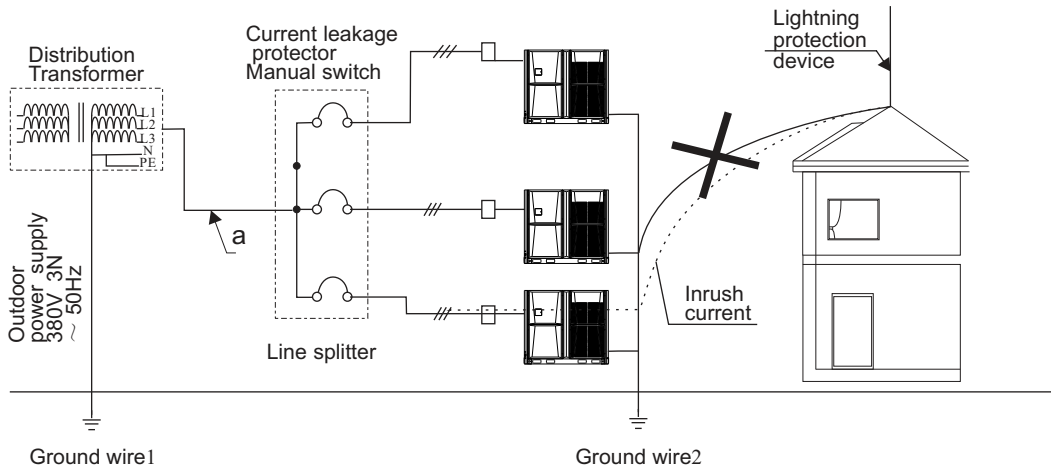 Distribution
Transformer
L1
L2
L3
N
PE
Current leakage
protector
Manual switch
Lightning
protection
device
a
Outdoor
power supply
380V 3N
～ 50Hz
Line splitter
Inrush
current
Ground wire1
Ground wire2